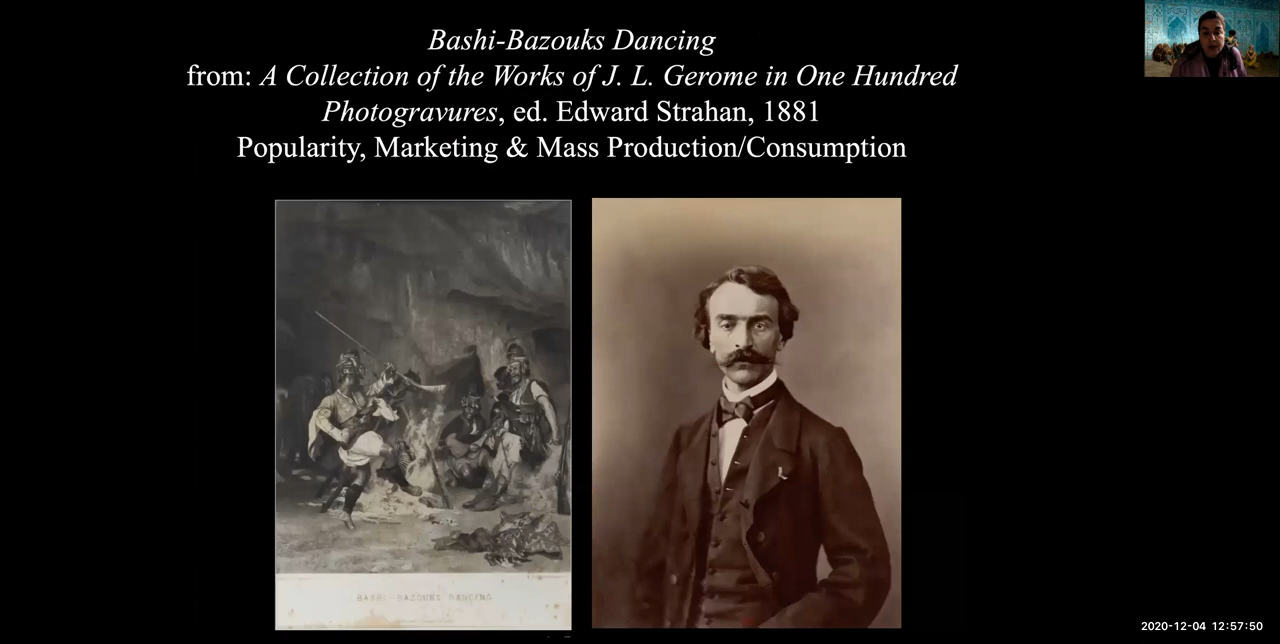 Bashi-Bazouks Dancing
from: A Collection of the Works of J. L. Gerome in One Hundred
Photogravures, ed. Edward Strahan, 1881
Popularity, Marketing & Mass Production/Consumption
BASHI-BAZOUKS DANCING
2020-12-04 12:57:50